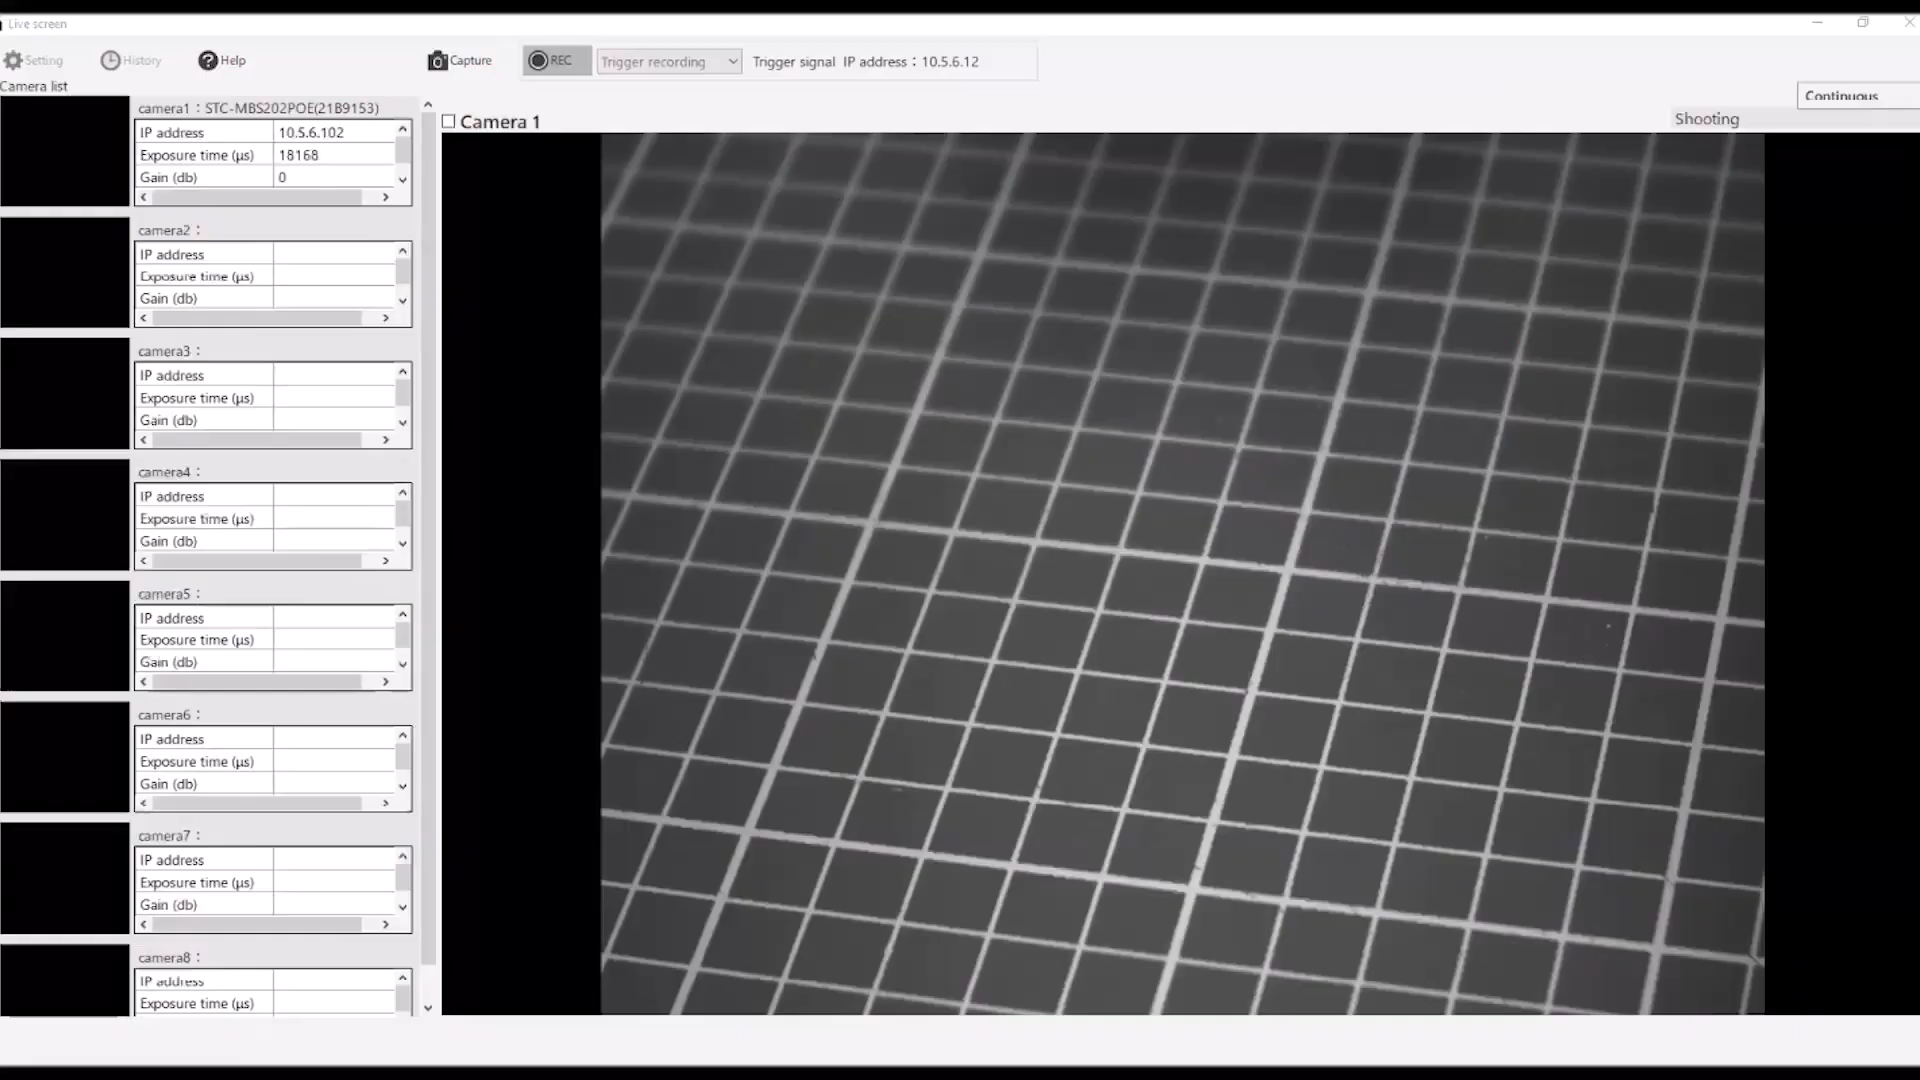 Live screen
Setting History Help Capture REC Trigger recording Trigger signal IP address：10.5.6.12
Camera list
Continuous
Shooting
camera1：STC-MBS202POE(21B9153)
IP address 10.5.6.102
Exposure time (μs) 18168
Gain (db) 0
Camera 1
camera2：
IP address
Exposure time (μs)
Gain (db)
camera3：
IP address
Exposure time (μs)
Gain (db)
camera4：
IP address
Exposure time (μs)
Gain (db)
camera5：
IP address
Exposure time (μs)
Gain (db)
camera6：
IP address
Exposure time (μs)
Gain (db)
camera7：
IP address
Exposure time (μs)
Gain (db)
camera8：
IP address
Exposure time (μs)